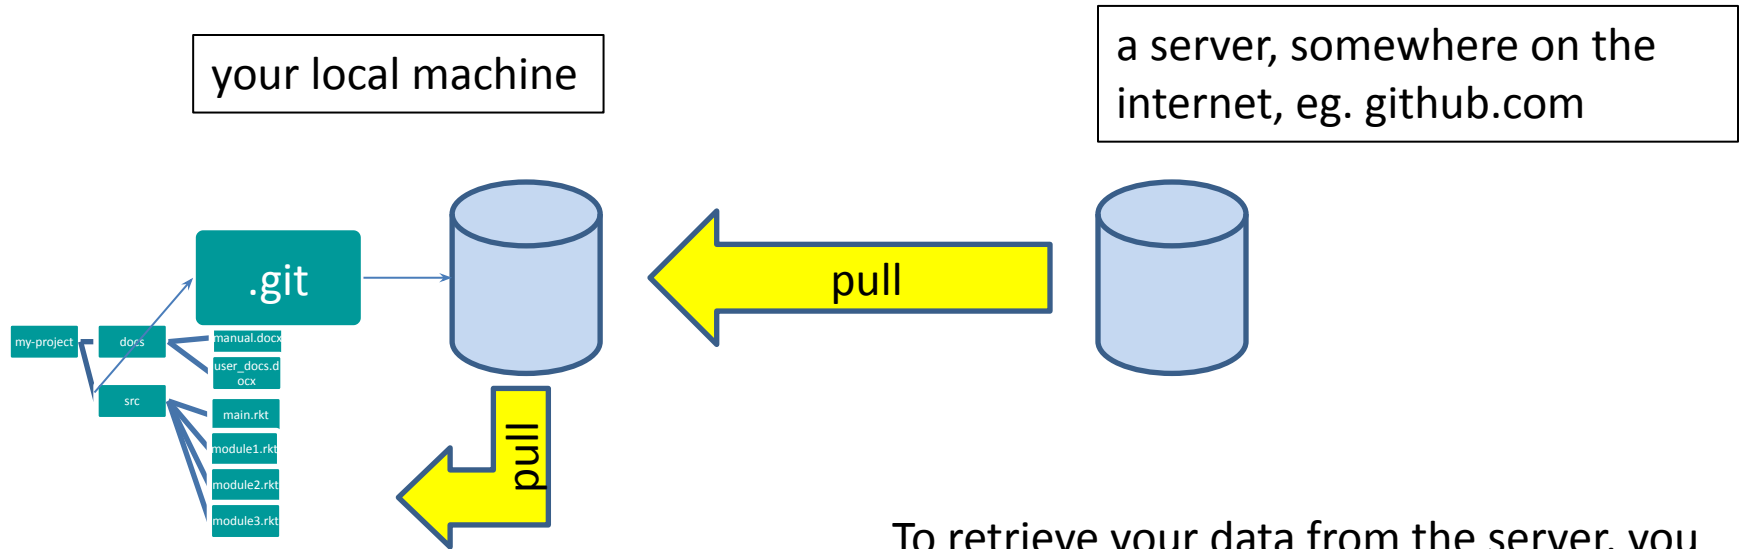 your local machine
a server, somewhere on the
internet, eg. github.com
.git
pull
my-project
docs
manual.docx
user_docs.d
ocx
src
main.rkt
module1.rkt
module2.rkt
module3.rkt
pull
To retrieve your data from the server, you